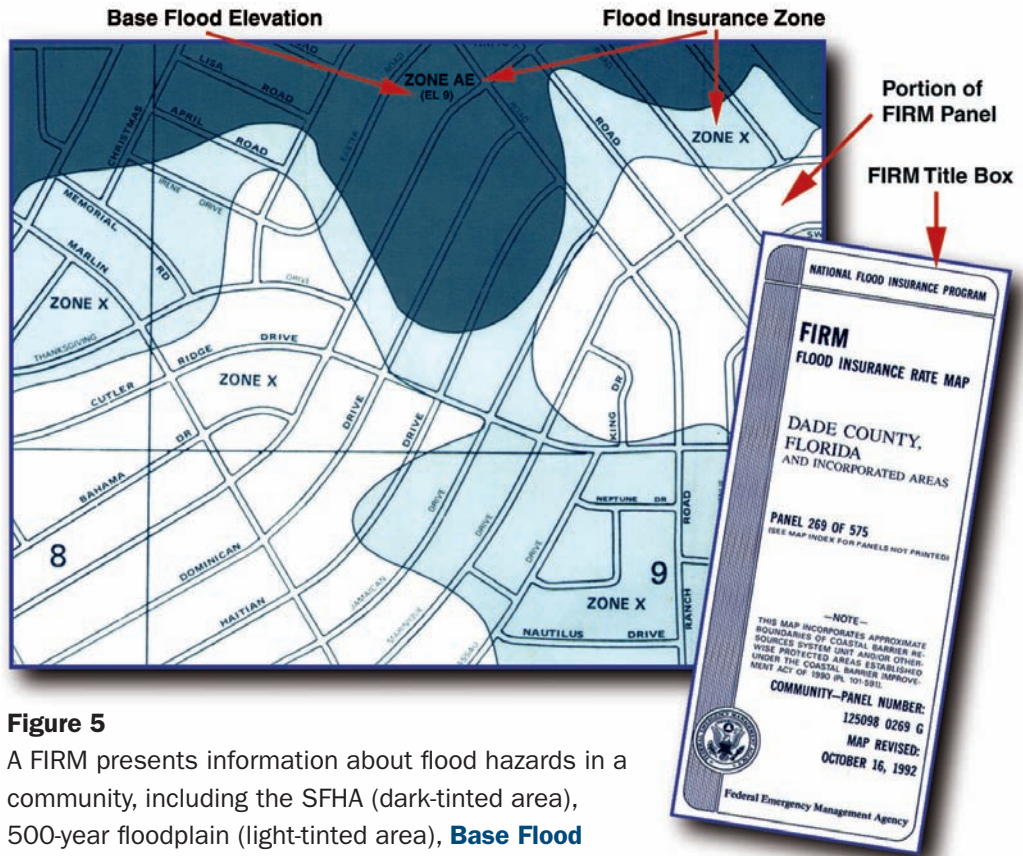 Base Flood Elevation
Flood Insurance Zone
Portion of
FIRM Panel
FIRM Title Box
LISA
ROAD
ROAD
ZONE AE
(EL 9)
ROAD
ROAD
ROAD
ZONE X
APRIL
ROAD
CHRISTMAS
IRENE
DRIVE
MEMORIAL
RD
MARLIN
ZONE X
DRIVE
THANKSGIVING
RIDGE
DRIVE
CUTLER
ZONE X
KING DR
DRIVE
DRIVE
BAHAMA
DR
NEPTUNE DR
ROAD
DRIVE
DRIVE
DRIVE
8
9
DOMINICAN
JAMAICAN
ZONE X
RANCH
HAITIAN
NAUTILUS
DRIVE
SW
NATIONAL FLOOD INSURANCE PROGRAM
FIRM
FLOOD INSURANCE RATE MAP
DADE COUNTY,
FLORIDA
AND INCORPORATED AREAS
PANEL 269 OF 575
(SEE MAP INDEX FOR PANELS NOT PRINTED)
—NOTE—
THIS MAP INCORPORATES APPROXIMATE
BOUNDARIES OF COASTAL BARRIER RE-
SOURCES SYSTEM UNIT AND/OR OTHER-
WISE PROTECTED AREAS ESTABLISHED
UNDER THE COASTAL BARRIER IMPROVE-
MENT ACT OF 1990 (PL 101-591).
COMMUNITY—PANEL NUMBER:
125098 0269 G
MAP REVISED:
OCTOBER 16, 1992
Federal Emergency Management Agency
Figure 5
A FIRM presents information about flood hazards in a
community, including the SFHA (dark-tinted area),
500-year floodplain (light-tinted area), Base Flood